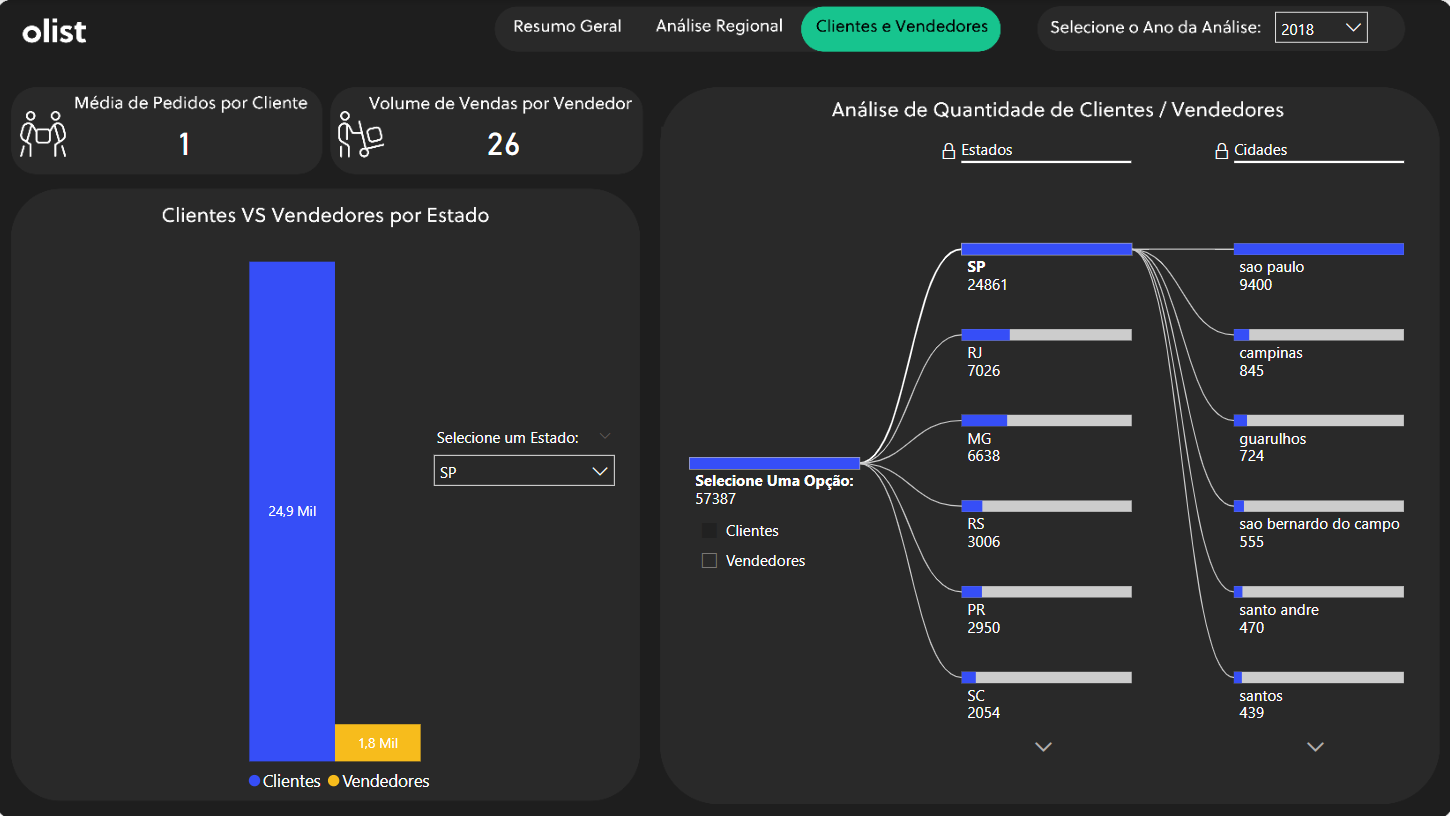 olist
Resumo Geral
Análise Regional
Clientes e Vendedores
Selecione o Ano da Análise:
2018
Média de Pedidos por Cliente
1
Volume de Vendas por Vendedor
26
Clientes VS Vendedores por Estado
24,9 Mil
1,8 Mil
Selecione um Estado:
SP
Clientes
Vendedores
Análise de Quantidade de Clientes / Vendedores
Estados
Cidades
Selecione Uma Opção:
57387
Clientes
Vendedores
SP
24861
RJ
7026
MG
6638
RS
3006
PR
2950
SC
2054
sao paulo
9400
campinas
845
guarulhos
724
sao bernardo do campo
555
santo andre
470
santos
439